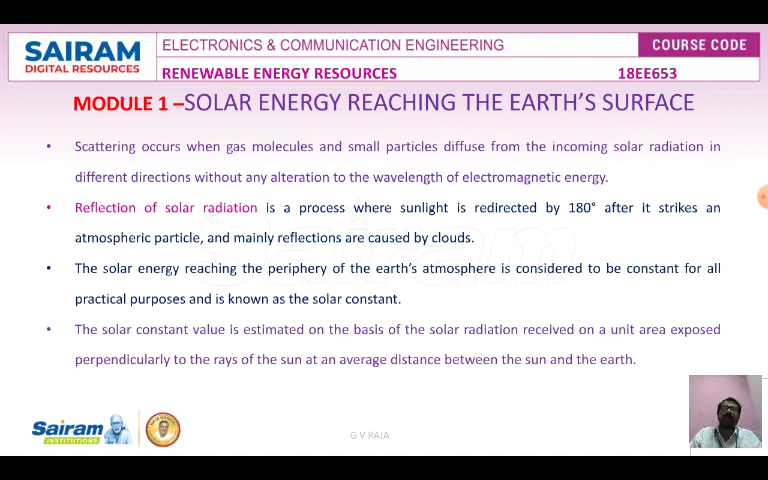 SAIRAM
DIGITAL RESOURCES
ELECTRONICS & COMMUNICATION ENGINEERING
COURSE CODE
RENEWABLE ENERGY RESOURCES
18EE653
MODULE 1 –SOLAR ENERGY REACHING THE EARTH'S SURFACE
• Scattering occurs when gas molecules and small particles diffuse from the incoming solar radiation in
different directions without any alteration to the wavelength of electromagnetic energy.
• Reflection of solar radiation is a process where sunlight is redirected by 180° after it strikes an
atmospheric particle, and mainly reflections are caused by clouds.
• The solar energy reaching the periphery of the earth's atmosphere is considered to be constant for all
practical purposes and is known as the solar constant.
• The solar constant value is estimated on the basis of the solar radiation received on a unit area exposed
perpendicularly to the rays of the sun at an average distance between the sun and the earth.
Sairam
Sairam
INSTITUTIONS
G V RAJA